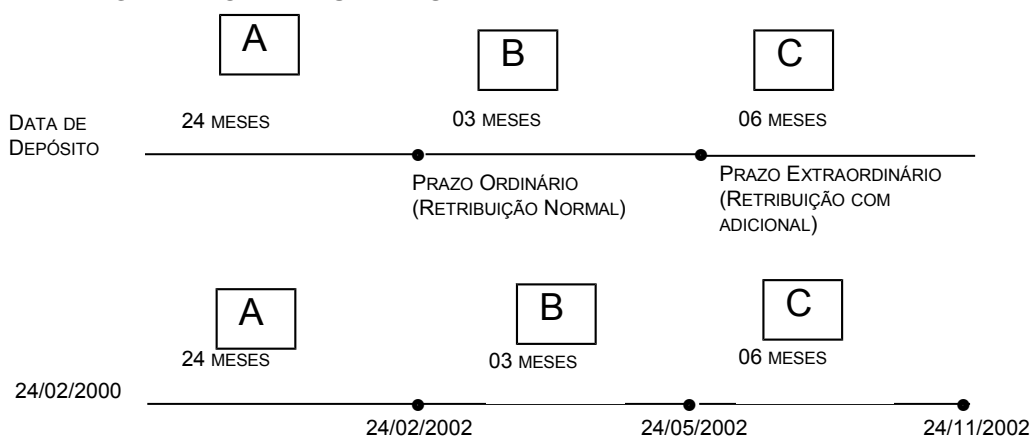 A
B
C
24 MESES
03 MESES
06 MESES
DATA DE
DEPÓSITO
PRAZO ORDINÁRIO
(RETRIBUIÇÃO NORMAL)
PRAZO EXTRAORDINÁRIO
(RETRIBUIÇÃO COM
ADICIONAL)
A
B
C
24 MESES
03 MESES
06 MESES
24/02/2000
24/02/2002
24/05/2002
24/11/2002